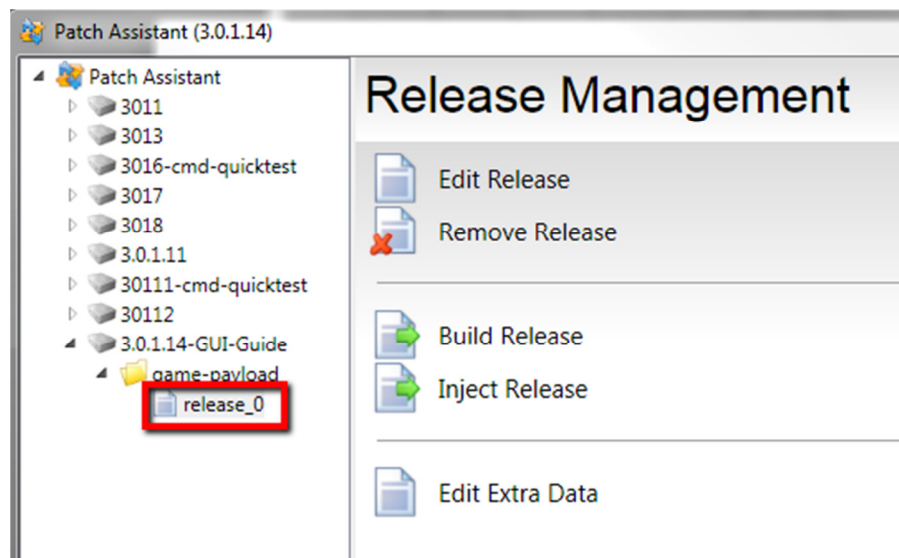 Patch Assistant (3.0.1.14)
Patch Assistant
3011
3013
3016-cmd-quicktest
3017
3018
3.0.1.11
30111-cmd-quicktest
30112
3.0.1.14-GUI-Guide
game-payload
release_0
Release Management
Edit Release
Remove Release
Build Release
Inject Release
Edit Extra Data